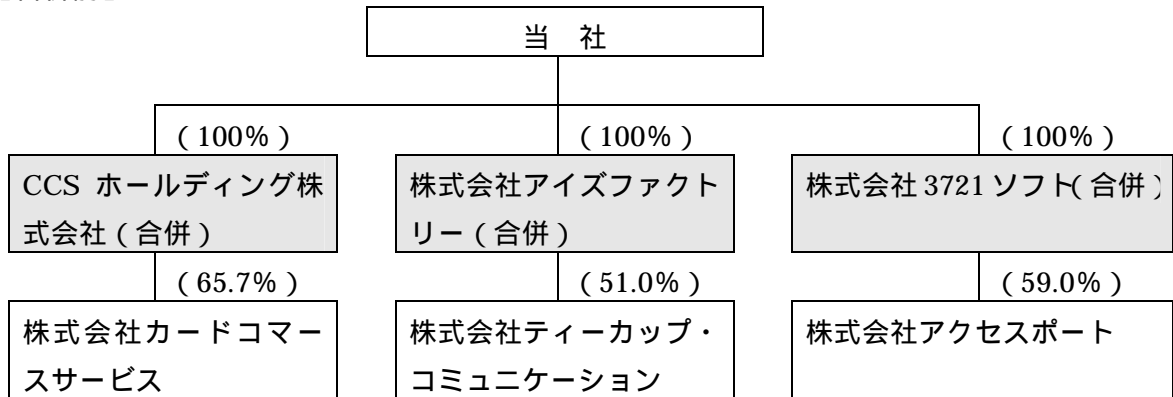 当 社
(100%)
(100%)
(100%)
CCS ホールディング株
式会社(合併)
株式会社アイズファクト
リー(合併)
株式会社 3721 ソフト(合併)
(65.7%)
(51.0%)
(59.0%)
株式会社カードコマー
スサービス
株式会社ティーカップ・
コミュニケーション
株式会社アクセスポート